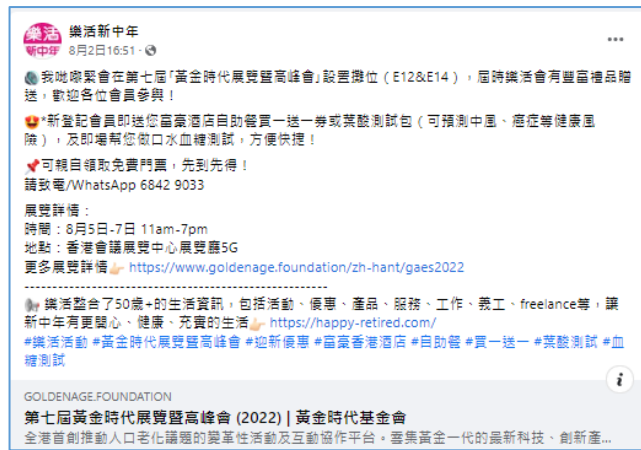 樂活
新中年
樂活新中年
8月2日16:51 ·
我哋嚟緊會在第七屆「黃金時代展覽暨高峰會」設置攤位(E12&E14),屆時樂活會有豐富禮品贈
送,歡迎各位會員參與!
*新登記會員即送您富豪酒店自助餐買一送一券或葉酸測試包(可預測中風、癌症等健康風
險),及即場幫您做口水血糖測試,方便快捷!
可親自領取免費門票,先到先得!
請致電/WhatsApp 6842 9033
展覽詳情:
時間:8月5日-7日 11am-7pm
地點:香港會議展覽中心展覽廳5G
更多展覽詳情👉🏻 https://www.goldenage.foundation/zh-hant/gaes2022
--------------------------------------------------------
樂活整合了50歲+的生活資訊,包括活動、優惠、產品、服務、工作、義工、freelance等,讓
新中年有更開心、健康、充實的生活👉🏻 https://happy-retired.com/
#樂活活動 #黃金時代展覽暨高峰會 #迎新優惠 #富豪香港酒店 #自助餐 #買一送一 #葉酸測試 #血
糖測試
GOLDENAGE.FOUNDATION
第七屆黃金時代展覽暨高峰會 (2022) | 黃金時代基金會
全港首創推動人口老化議題的變革性活動及互動協作平台。薈集黃金一代的最新科技、創新產...